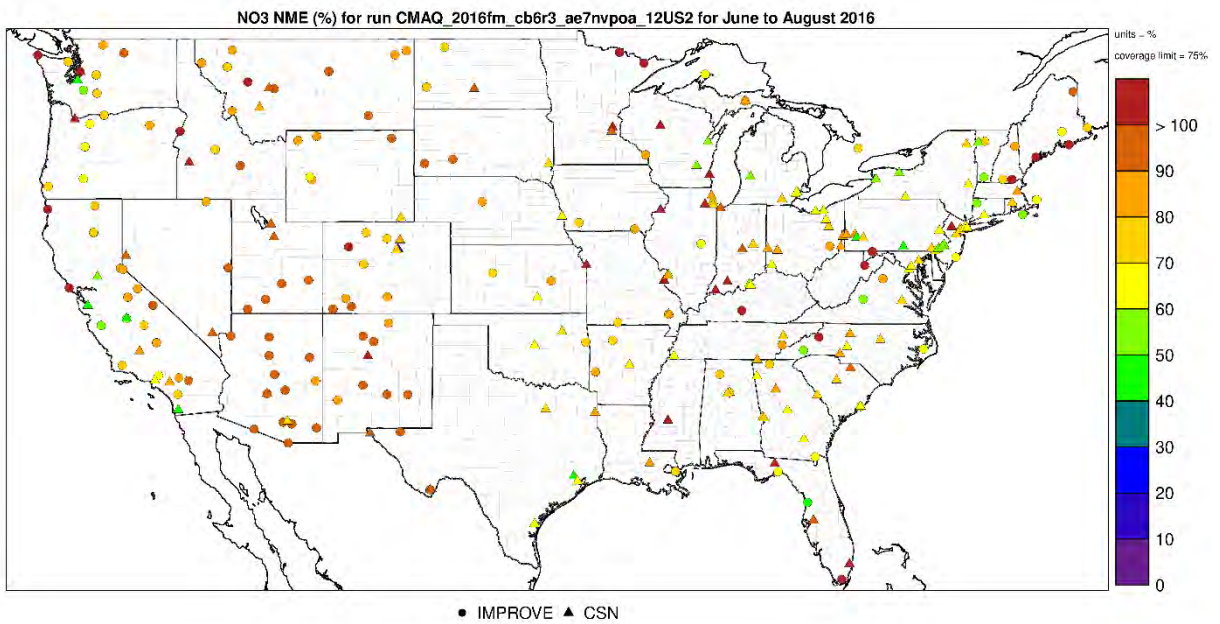 NO3 NME (%) for run CMAQ_2016fm_cb6r3_ae7nvpoa_12US2 for June to August 2016
units = %
coverage limit = 75%
> 100
90
80
70
60
50
40
30
20
10
0
● IMPROVE ▲ CSN